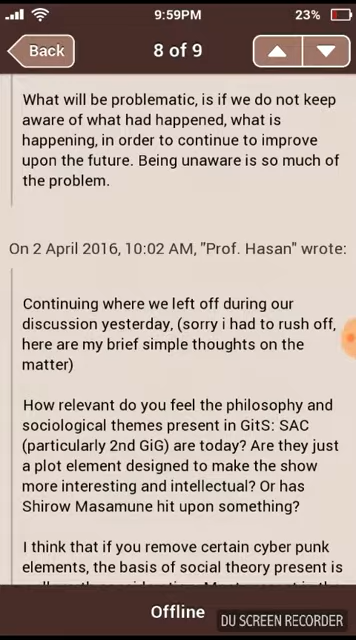 9:59PM
23%
Back
8 of 9
What will be problematic, is if we do not keep
aware of what had happened, what is
happening, in order to continue to improve
upon the future. Being unaware is so much of
the problem.
On 2 April 2016, 10:02 AM, "Prof. Hasan" wrote:
Continuing where we left off during our
discussion yesterday, (sorry i had to rush off,
here are my brief simple thoughts on the
matter)
How relevant do you feel the philosophy and
sociological themes present in GitS: SAC
(particularly 2nd GiG) are today? Are they just
a plot element designed to make the show
more interesting and intellectual? Or has
Shirow Masamune hit upon something?
I think that if you remove certain cyber punk
elements, the basis of social theory present is
Offline
DU SCREEN RECORDER